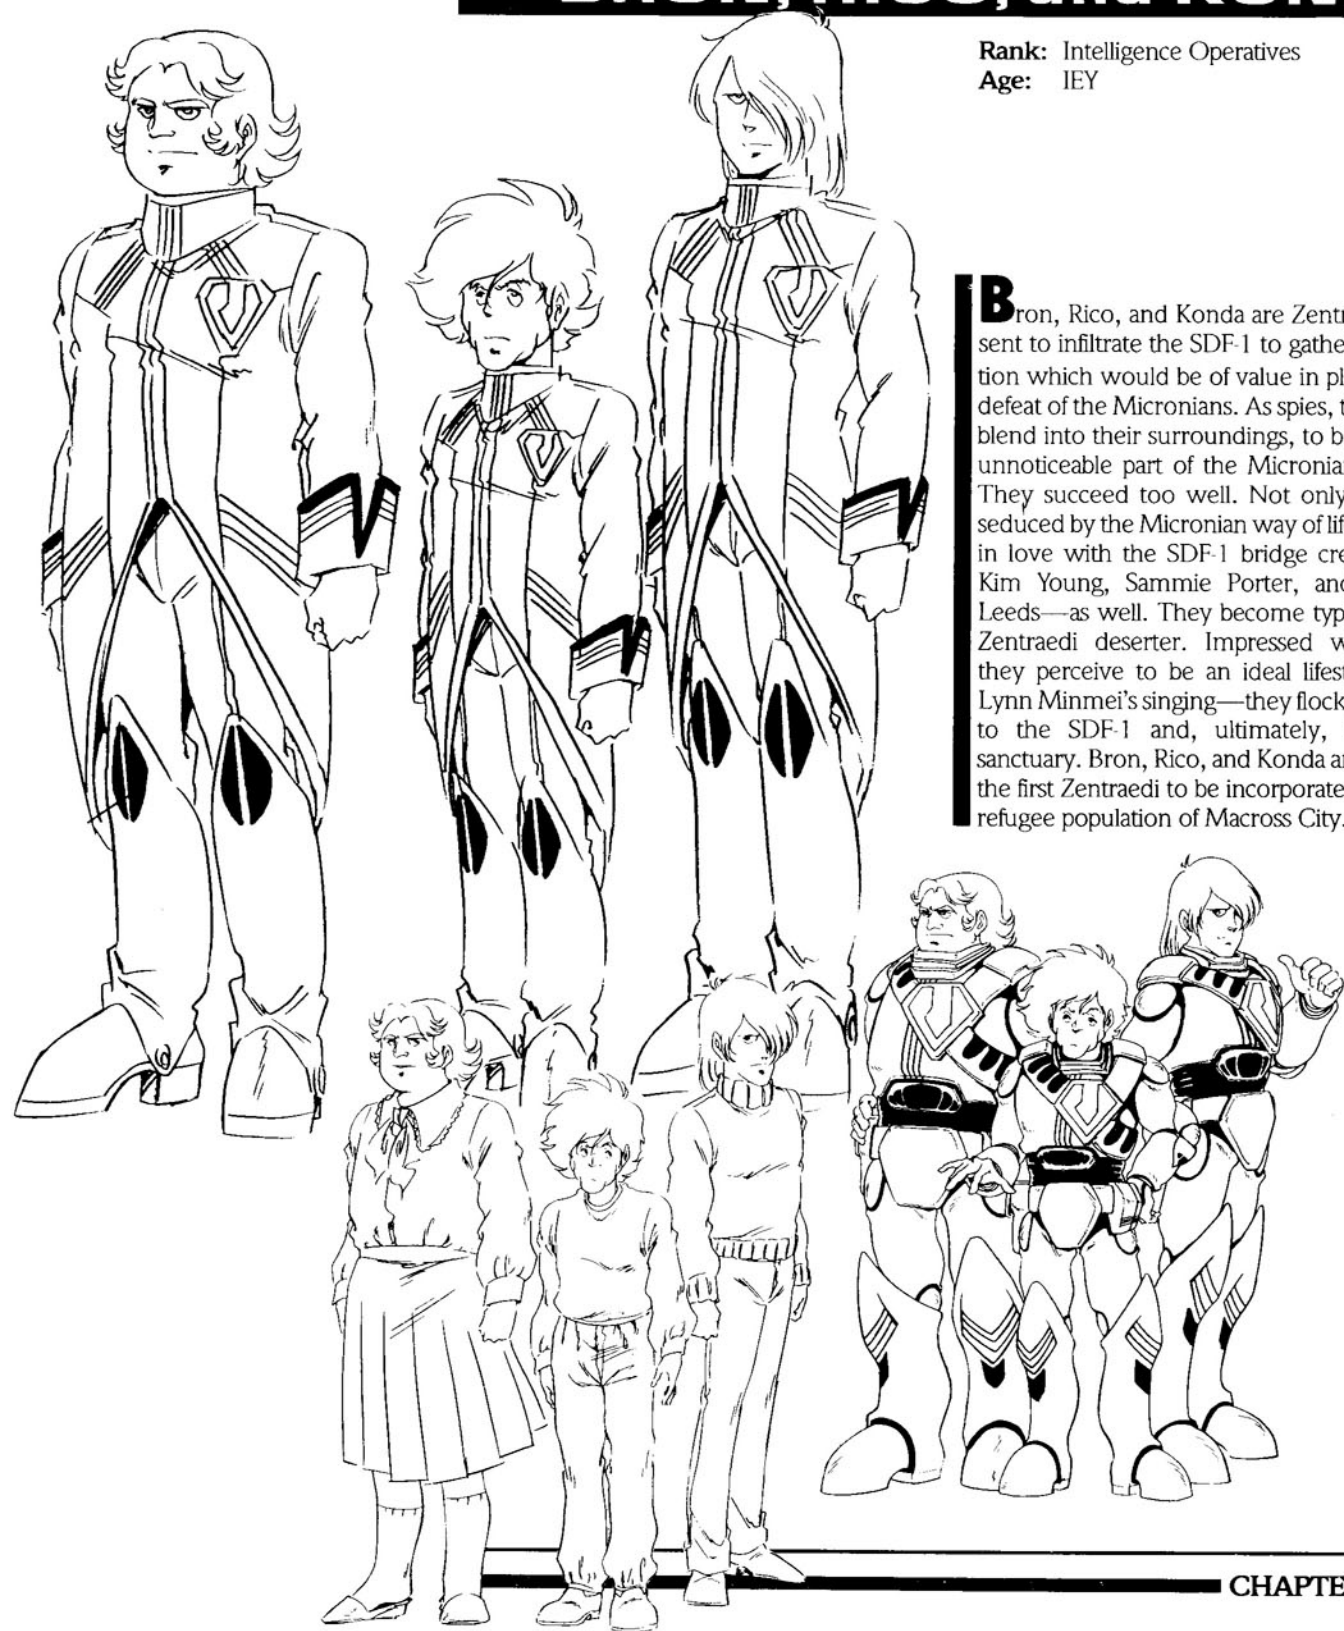 BRON, RICO, and KON
Rank: Intelligence Operatives
Age: IEY
Bron, Rico, and Konda are Zentr
sent to infiltrate the SDF-1 to gathe
tion which would be of value in pl
defeat of the Micronians. As spies, t
blend into their surroundings, to b
unnoticeable part of the Micronia
They succeed too well. Not only
seduced by the Micronian way of lif
in love with the SDF-1 bridge cre
Kim Young, Sammie Porter, and
Leeds—as well. They become typ
Zentraedi deserter. Impressed w
they perceive to be an ideal lifest
Lynn Minmei's singing—they flock
to the SDF-1 and, ultimately,
sanctuary. Bron, Rico, and Konda ar
the first Zentraedi to be incorporate
refugee population of Macross City.
CHAPTE